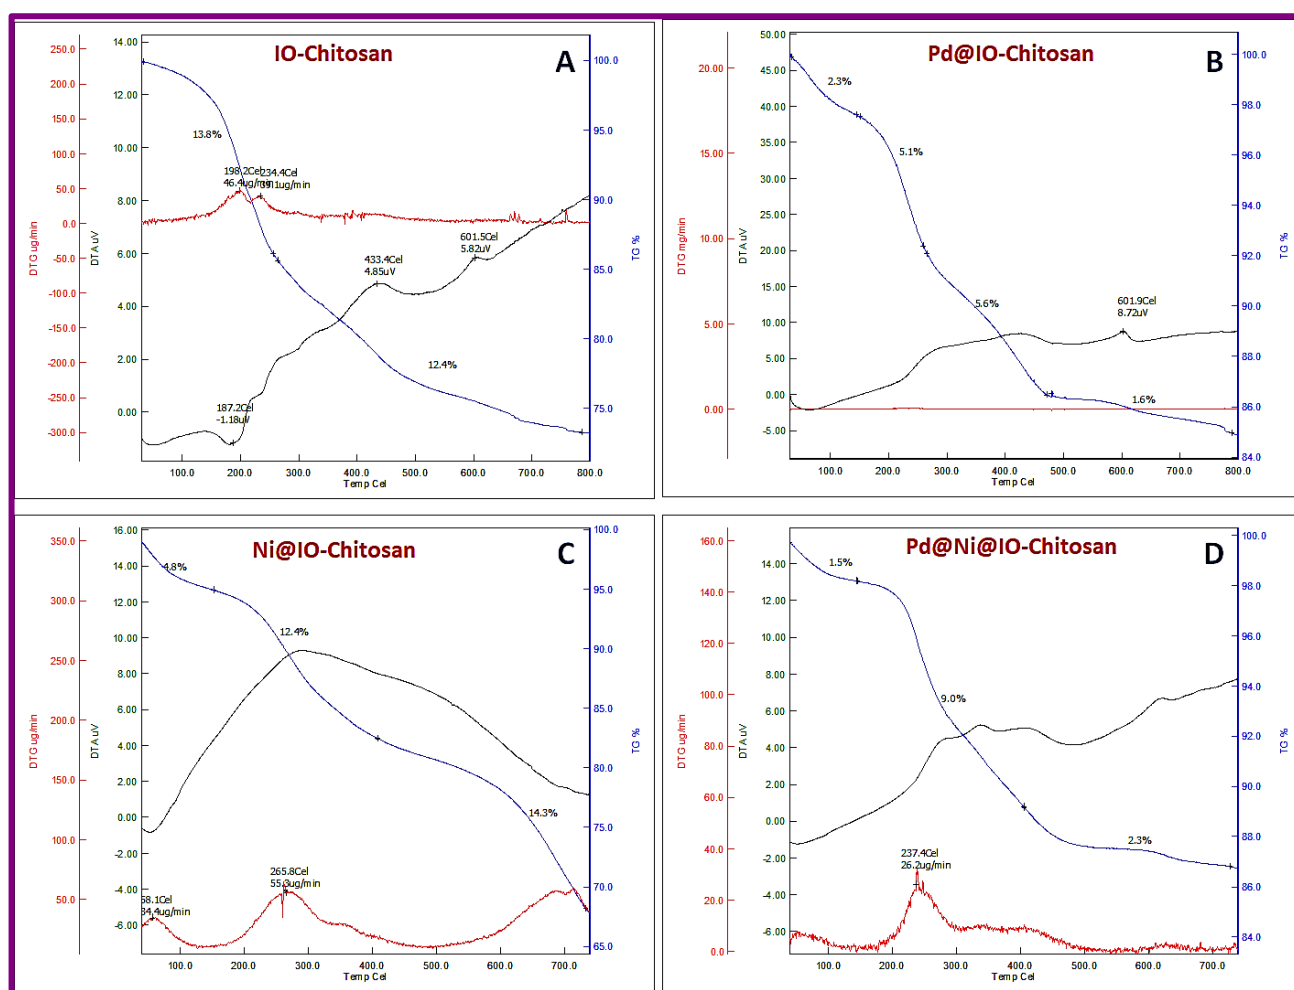 IO-Chitosan
A
250.0
200.0
150.0
100.0
50.0
0.0
-50.0
-100.0
-150.0
-200.0
-250.0
-300.0
DTG ug/min
14.00
12.00
10.00
8.00
6.00
4.00
2.00
0.00
DTA uV
13.8%
198.2Cel
46.4ug/min
234.4Cel
39.1ug/min
433.4Cel
4.85uV
601.5Cel
5.82uV
12.4%
187.2Cel
-1.18uV
100.0
95.0
90.0
85.0
80.0
75.0
TG %
100.0 200.0 300.0 400.0 500.0 600.0 700.0 800.0
Temp Cel
Pd@IO-Chitosan
B
20.00
15.00
10.00
5.00
0.00
DTG mg/min
50.00
45.00
40.00
35.00
30.00
25.00
20.00
15.00
10.00
5.00
0.00
-5.00
DTA uV
2.3%
5.1%
5.6%
601.9Cel
8.72uV
1.6%
100.0
98.0
96.0
94.0
92.0
90.0
88.0
86.0
84.0
TG %
100.0 200.0 300.0 400.0 500.0 600.0 700.0 800.0
Temp Cel
Ni@IO-Chitosan
C
350.0
300.0
250.0
200.0
150.0
100.0
50.0
DTG ug/min
16.00
14.00
12.00
10.00
8.00
6.00
4.00
2.00
0.00
-2.00
-4.00
-6.00
DTA uV
4.8%
12.4%
14.3%
265.8Cel
55.3ug/min
58.1Cel
34.4ug/min
100.0
95.0
90.0
85.0
80.0
75.0
70.0
65.0
TG %
100.0 200.0 300.0 400.0 500.0 600.0 700.0
Temp Cel
Pd@Ni@IO-Chitosan
D
160.0
140.0
120.0
100.0
80.0
60.0
40.0
20.0
0.0
DTG ug/min
14.00
12.00
10.00
8.00
6.00
4.00
2.00
0.00
-2.00
-4.00
-6.00
DTA uV
1.5%
9.0%
2.3%
237.4Cel
26.2ug/min
100.0
98.0
96.0
94.0
92.0
90.0
88.0
86.0
84.0
TG %
100.0 200.0 300.0 400.0 500.0 600.0 700.0
Temp Cel